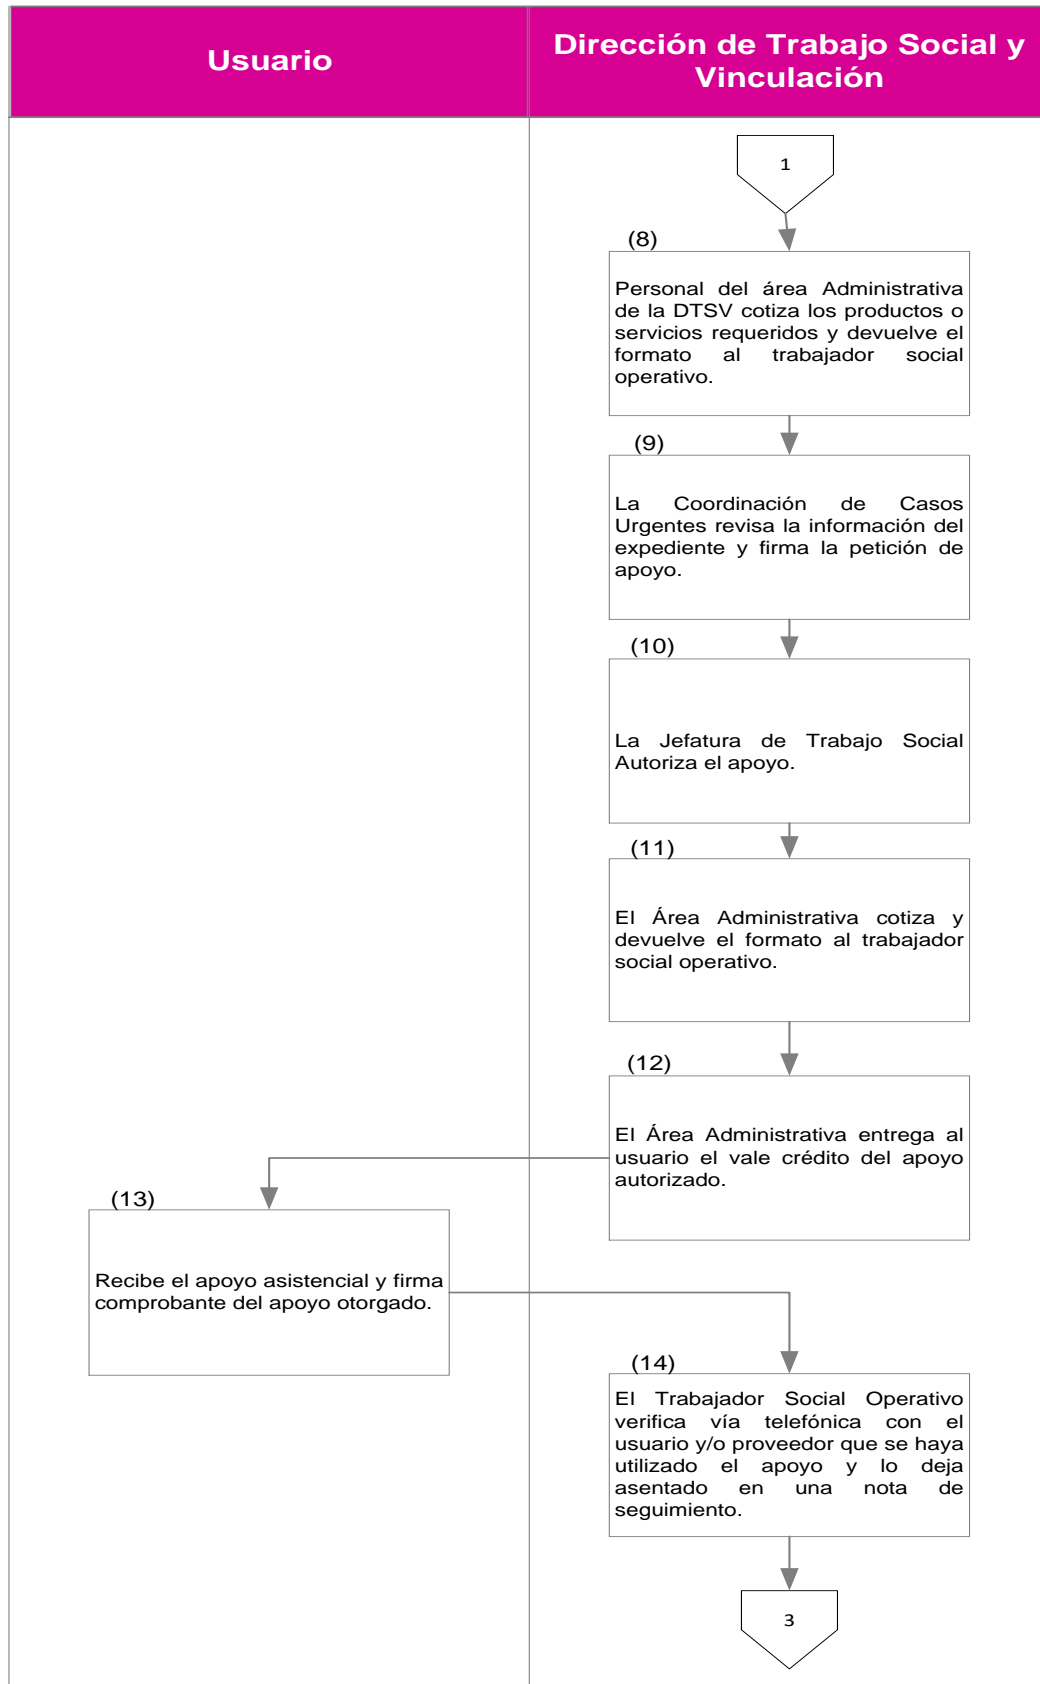 Usuario
Dirección de Trabajo Social y
Vinculación
1
(8)
Personal del área Administrativa
de la DTSV cotiza los productos o
servicios requeridos y devuelve el
formato al trabajador social
operativo.
(9)
La Coordinación de Casos
Urgentes revisa la información del
expediente y firma la petición de
apoyo.
(10)
La Jefatura de Trabajo Social
Autoriza el apoyo.
(11)
El Área Administrativa cotiza y
devuelve el formato al trabajador
social operativo.
(12)
El Área Administrativa entrega al
usuario el vale crédito del apoyo
autorizado.
(13)
Recibe el apoyo asistencial y firma
comprobante del apoyo otorgado.
(14)
El Trabajador Social Operativo
verifica vía telefónica con el
usuario y/o proveedor que se haya
utilizado el apoyo y lo deja
asentado en una nota de
seguimiento.
3